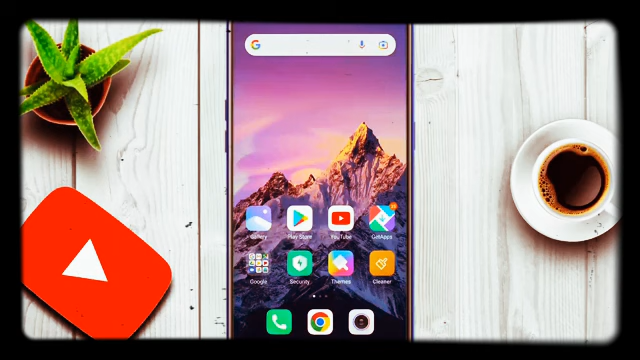 Gallery
Play Store
YouTube
GetApps
Google
Security
Themes
Cleaner